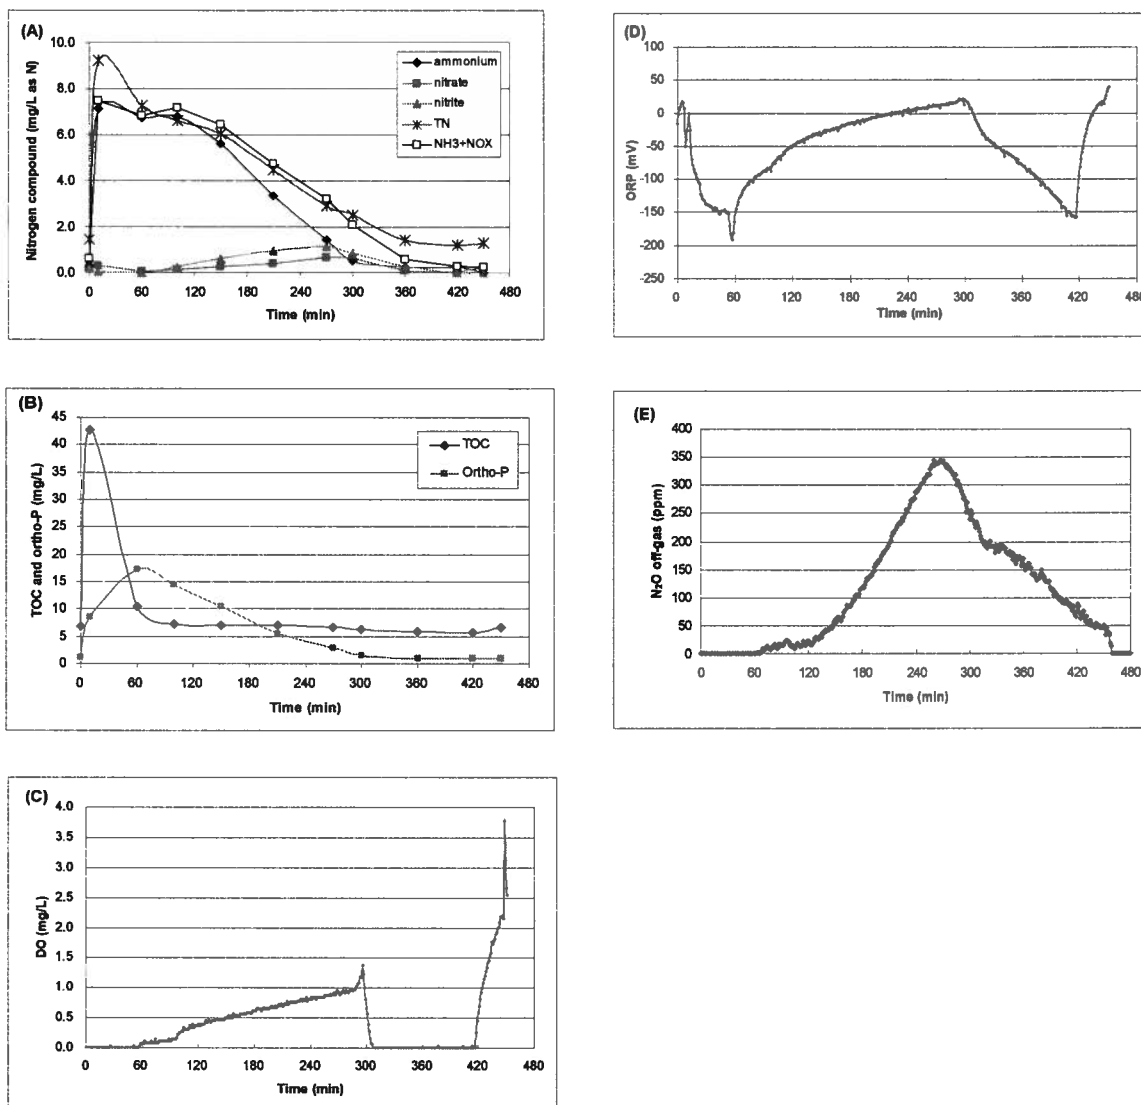 (A)
Nitrogen compound (mg/L as N)
10.0
8.0
6.0
4.0
2.0
0.0
ammonium
nitrate
nitrite
TN
NH3+NOX
0 60 120 180 240 300 360 420 480
Time (min)
(D)
ORP (mV)
100
50
0
-50
-100
-150
-200
-250
0 60 120 180 240 300 360 420 480
Time (min)
(B)
TOC and ortho-P (mg/L)
45
40
35
30
25
20
15
10
5
0
TOC
Ortho-P
0 60 120 180 240 300 360 420 480
Time (min)
(E)
N₂O off-gas (ppm)
400
350
300
250
200
150
100
50
0
0 60 120 180 240 300 360 420 480
Time (min)
(C)
DO (mg/L)
4.0
3.5
3.0
2.5
2.0
1.5
1.0
0.5
0.0
0 60 120 180 240 300 360 420 480
Time (min)